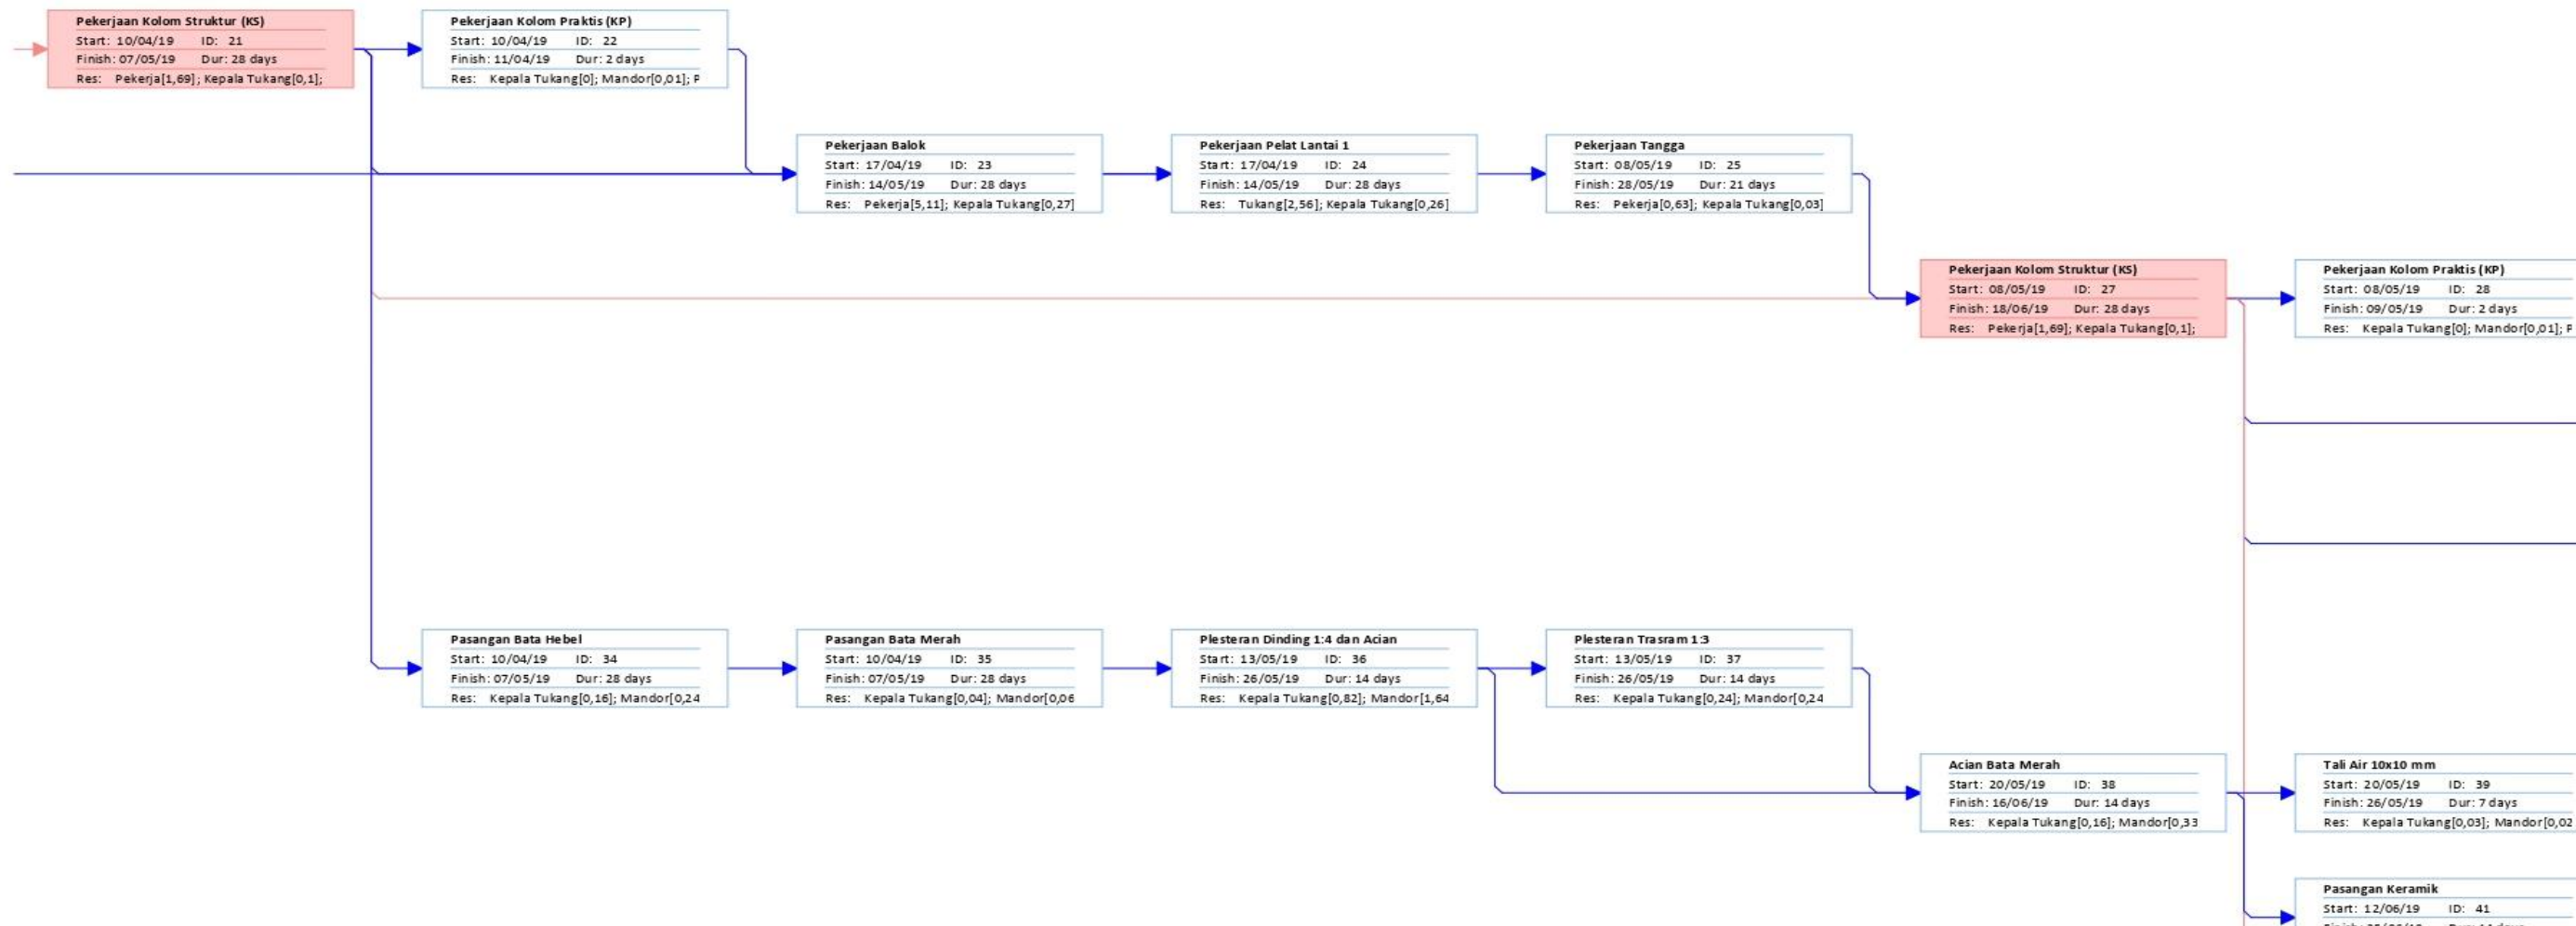 Pekerjaan Kolom Struktur (KS)
Start: 10/04/19 ID: 21
Finish: 07/05/19 Dur: 28 days
Res: Pekerja[1,69]; Kepala Tukang[0,1];
Pekerjaan Kolom Praktis (KP)
Start: 10/04/19 ID: 22
Finish: 11/04/19 Dur: 2 days
Res: Kepala Tukang[0]; Mandor[0,01]; P
Pekerjaan Balok
Start: 17/04/19 ID: 23
Finish: 14/05/19 Dur: 28 days
Res: Pekerja[5,11]; Kepala Tukang[0,27]
Pekerjaan Pelat Lantai 1
Start: 17/04/19 ID: 24
Finish: 14/05/19 Dur: 28 days
Res: Tukang[2,56]; Kepala Tukang[0,26]
Pekerjaan Tangga
Start: 08/05/19 ID: 25
Finish: 28/05/19 Dur: 21 days
Res: Pekerja[0,63]; Kepala Tukang[0,03]
Pekerjaan Kolom Struktur (KS)
Start: 08/05/19 ID: 27
Finish: 18/06/19 Dur: 28 days
Res: Pekerja[1,69]; Kepala Tukang[0,1];
Pekerjaan Kolom Praktis (KP)
Start: 08/05/19 ID: 28
Finish: 09/05/19 Dur: 2 days
Res: Kepala Tukang[0]; Mandor[0,01]; P
Pasangan Bata Hebel
Start: 10/04/19 ID: 34
Finish: 07/05/19 Dur: 28 days
Res: Kepala Tukang[0,16]; Mandor[0,24
Pasangan Bata Merah
Start: 10/04/19 ID: 35
Finish: 07/05/19 Dur: 28 days
Res: Kepala Tukang[0,04]; Mandor[0,06
Plesteran Dinding 1:4 dan Acian
Start: 13/05/19 ID: 36
Finish: 26/05/19 Dur: 14 days
Res: Kepala Tukang[0,82]; Mandor[1,64
Plesteran Trasram 1:3
Start: 13/05/19 ID: 37
Finish: 26/05/19 Dur: 14 days
Res: Kepala Tukang[0,24]; Mandor[0,24
Acian Bata Merah
Start: 20/05/19 ID: 38
Finish: 16/06/19 Dur: 14 days
Res: Kepala Tukang[0,16]; Mandor[0,33
Tali Air 10x10 mm
Start: 20/05/19 ID: 39
Finish: 26/05/19 Dur: 7 days
Res: Kepala Tukang[0,03]; Mandor[0,02
Pasangan Keramik
Start: 12/06/19 ID: 41